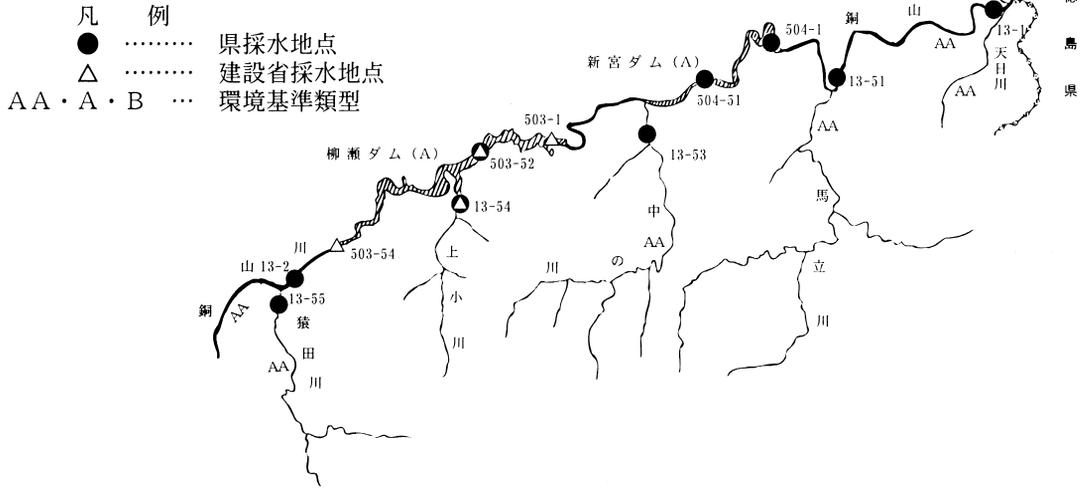 凡 例
● ……… 県採水地点
△ ……… 建設省採水地点
AA・A・B … 環境基準類型
銅
山
504-1
13-1
AA
天日川
AA
島県
新宮ダム(A)
504-51
13-51
AA
503-1
柳瀬ダム(A)
503-52
13-53
13-54
中
AA
の
川
馬
立
川
上
小
川
503-54
川
山
13-2
銅
AA
13-55
猿
田
川
AA